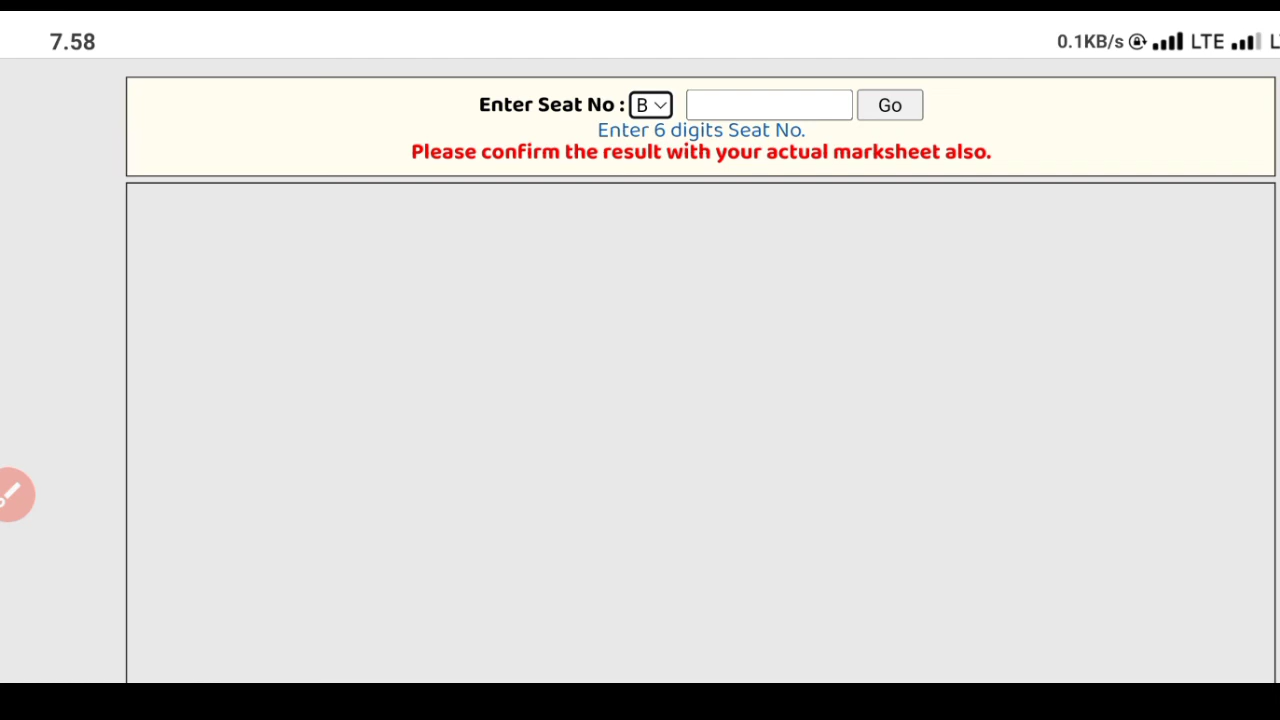 7.58 0.1KB/s LTE
Enter Seat No : B Go
Enter 6 digits Seat No.
Please confirm the result with your actual marksheet also.